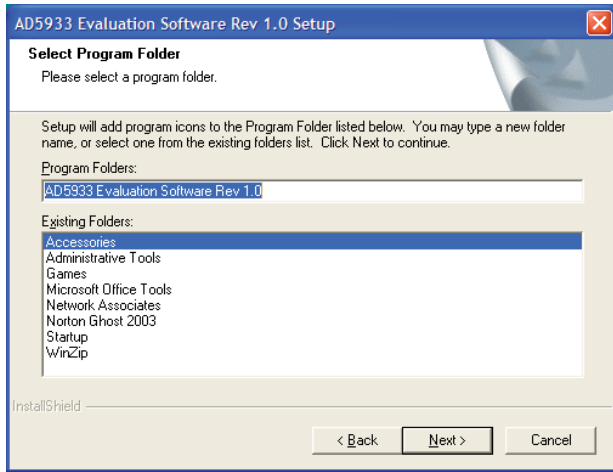 AD5933 Evaluation Software Rev 1.0 Setup
Select Program Folder
Please select a program folder.
Setup will add program icons to the Program Folder listed below. You may type a new folder
name, or select one from the existing folders list. Click Next to continue.
Program Folders:
AD5933 Evaluation Software Rev 1.0
Existing Folders:
Accessories
Administrative Tools
Games
Microsoft Office Tools
Network Associates
Norton Ghost 2003
Startup
WinZip
InstallShield
< Back Next > Cancel